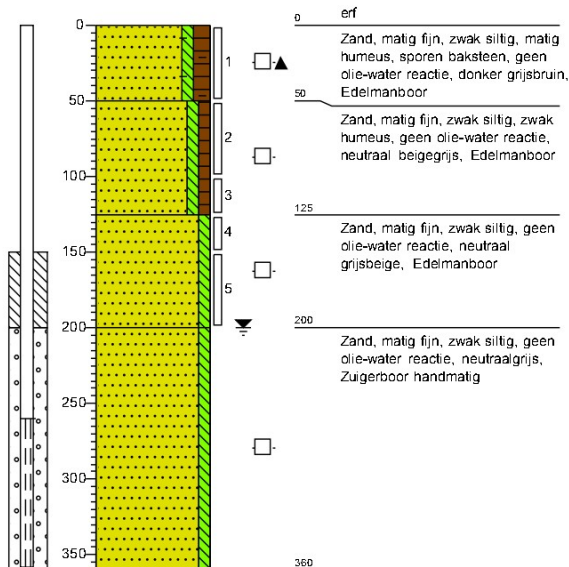 0
50
100
150
200
250
300
350
1
2
3
4
5
0
erf
Zand, matig fijn, zwak siltig, matig
humeus, sporen baksteen, geen
olie-water reactie, donker grijsbruin,
Edelmanboor
50
Zand, matig fijn, zwak siltig, zwak
humeus, geen olie-water reactie,
neutraal beigegrijs, Edelmanboor
125
Zand, matig fijn, zwak siltig, geen
olie-water reactie, neutraal
grijsbeige, Edelmanboor
200
Zand, matig fijn, zwak siltig, geen
olie-water reactie, neutraalgrijs,
Zuigerboor handmatig
360